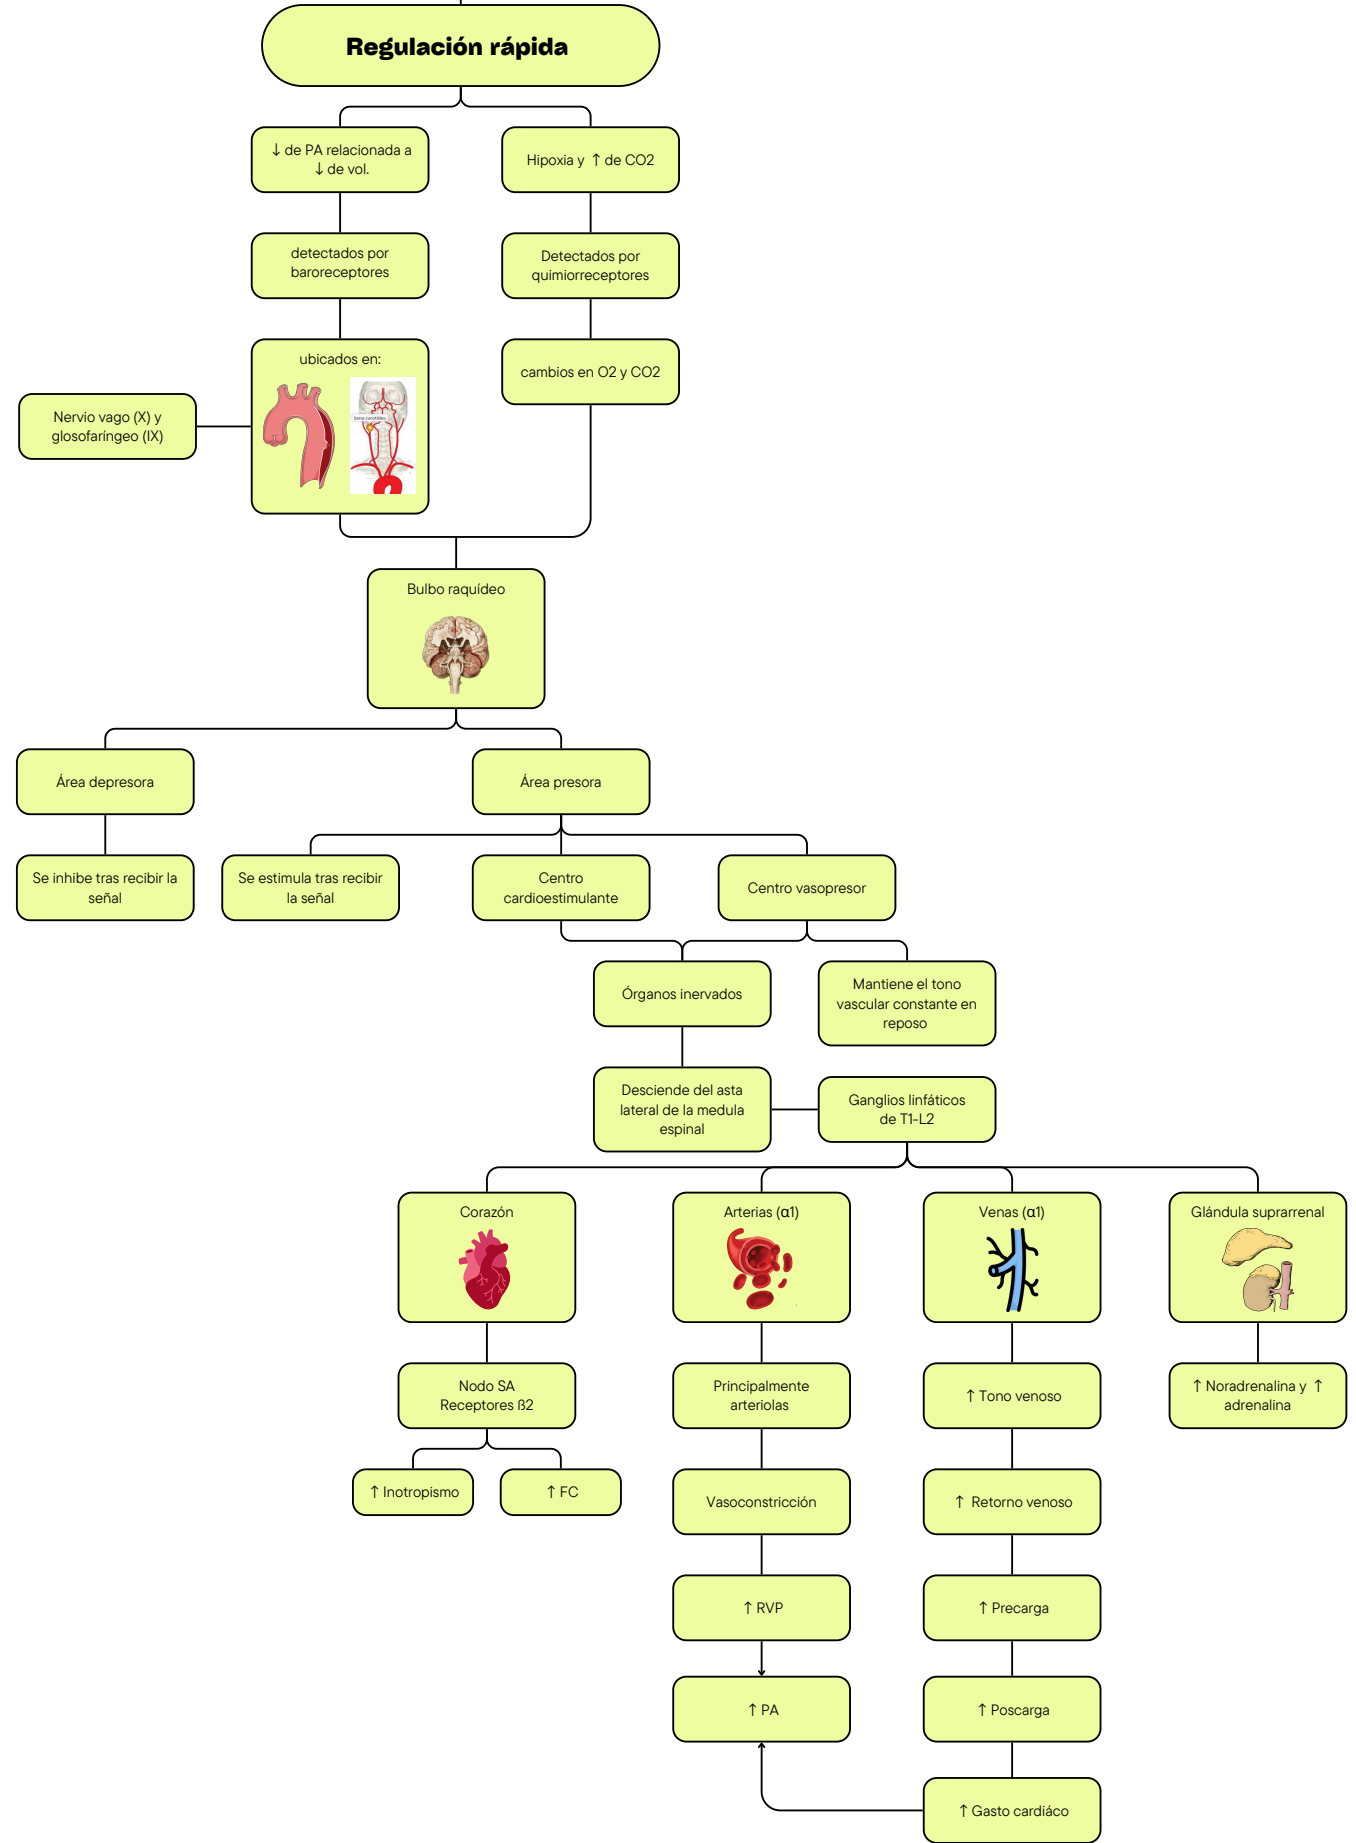 Regulación rápida
↓ de PA relacionada a
↓ de vol.
Hipoxia y ↑ de CO2
detectados por
baroreceptores
Detectados por
quimiorreceptores
ubicados en:
Seno carotídeo
cambios en O2 y CO2
Nervio vago (X) y
glosofaríngeo (IX)
Bulbo raquídeo
Área depresora
Área presora
Se inhibe tras recibir la
señal
Se estimula tras recibir
la señal
Centro
cardioestimulante
Centro vasopresor
Órganos inervados
Mantiene el tono
vascular constante en
reposo
Desciende del asta
lateral de la medula
espinal
Ganglios linfáticos
de T1-L2
Corazón
Arterias (α1)
Venas (α1)
Glándula suprarrenal
Nodo SA
Receptores ß2
Principalmente
arteriolas
↑ Tono venoso
↑ Noradrenalina y ↑
adrenalina
↑ Inotropismo
↑ FC
Vasoconstricción
↑ Retorno venoso
↑ RVP
↑ Precarga
↑ PA
↑ Poscarga
↑ Gasto cardiáco